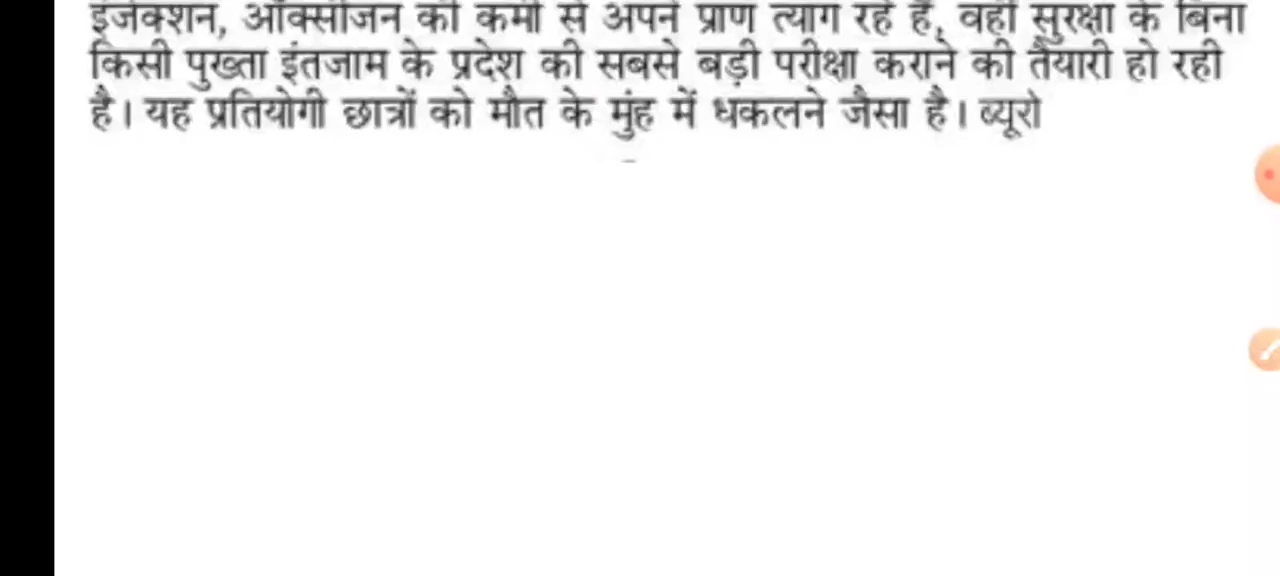 इंजेक्शन, ऑक्सीजन की कमी से अपने प्राण त्याग रहे हैं, वहीं सुरक्षा के बिना
किसी पुख्ता इंतजाम के प्रदेश की सबसे बड़ी परीक्षा कराने की तैयारी हो रही
है। यह प्रतियोगी छात्रों को मौत के मुंह में धकलने जैसा है। ब्यूरो